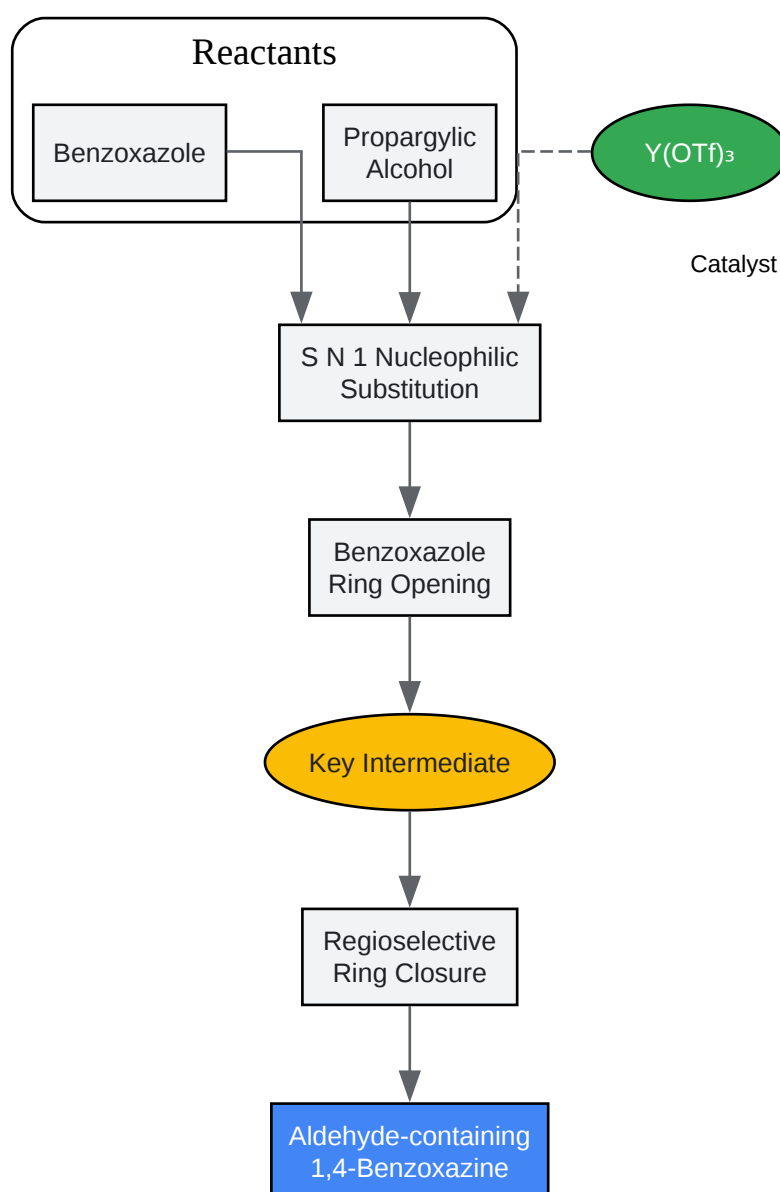 Reactants
Benzoxazole
Propargylic
Alcohol
Y(OTf)₃
Catalyst
S N 1 Nucleophilic
Substitution
Benzoxazole
Ring Opening
Key Intermediate
Regioselective
Ring Closure
Aldehyde-containing
1,4-Benzoxazine